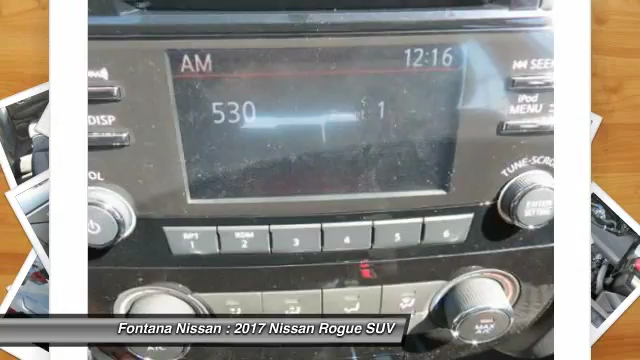 AM 12:16
530 1
SEEK
iPod
MENU
DISP
TUNE-SCROLL
OL
ENTER
SETTING
RPT
1
RDM
2
3
4
5
6
A/C
MAX
A/C
Fontana Nissan : 2017 Nissan Rogue SUV